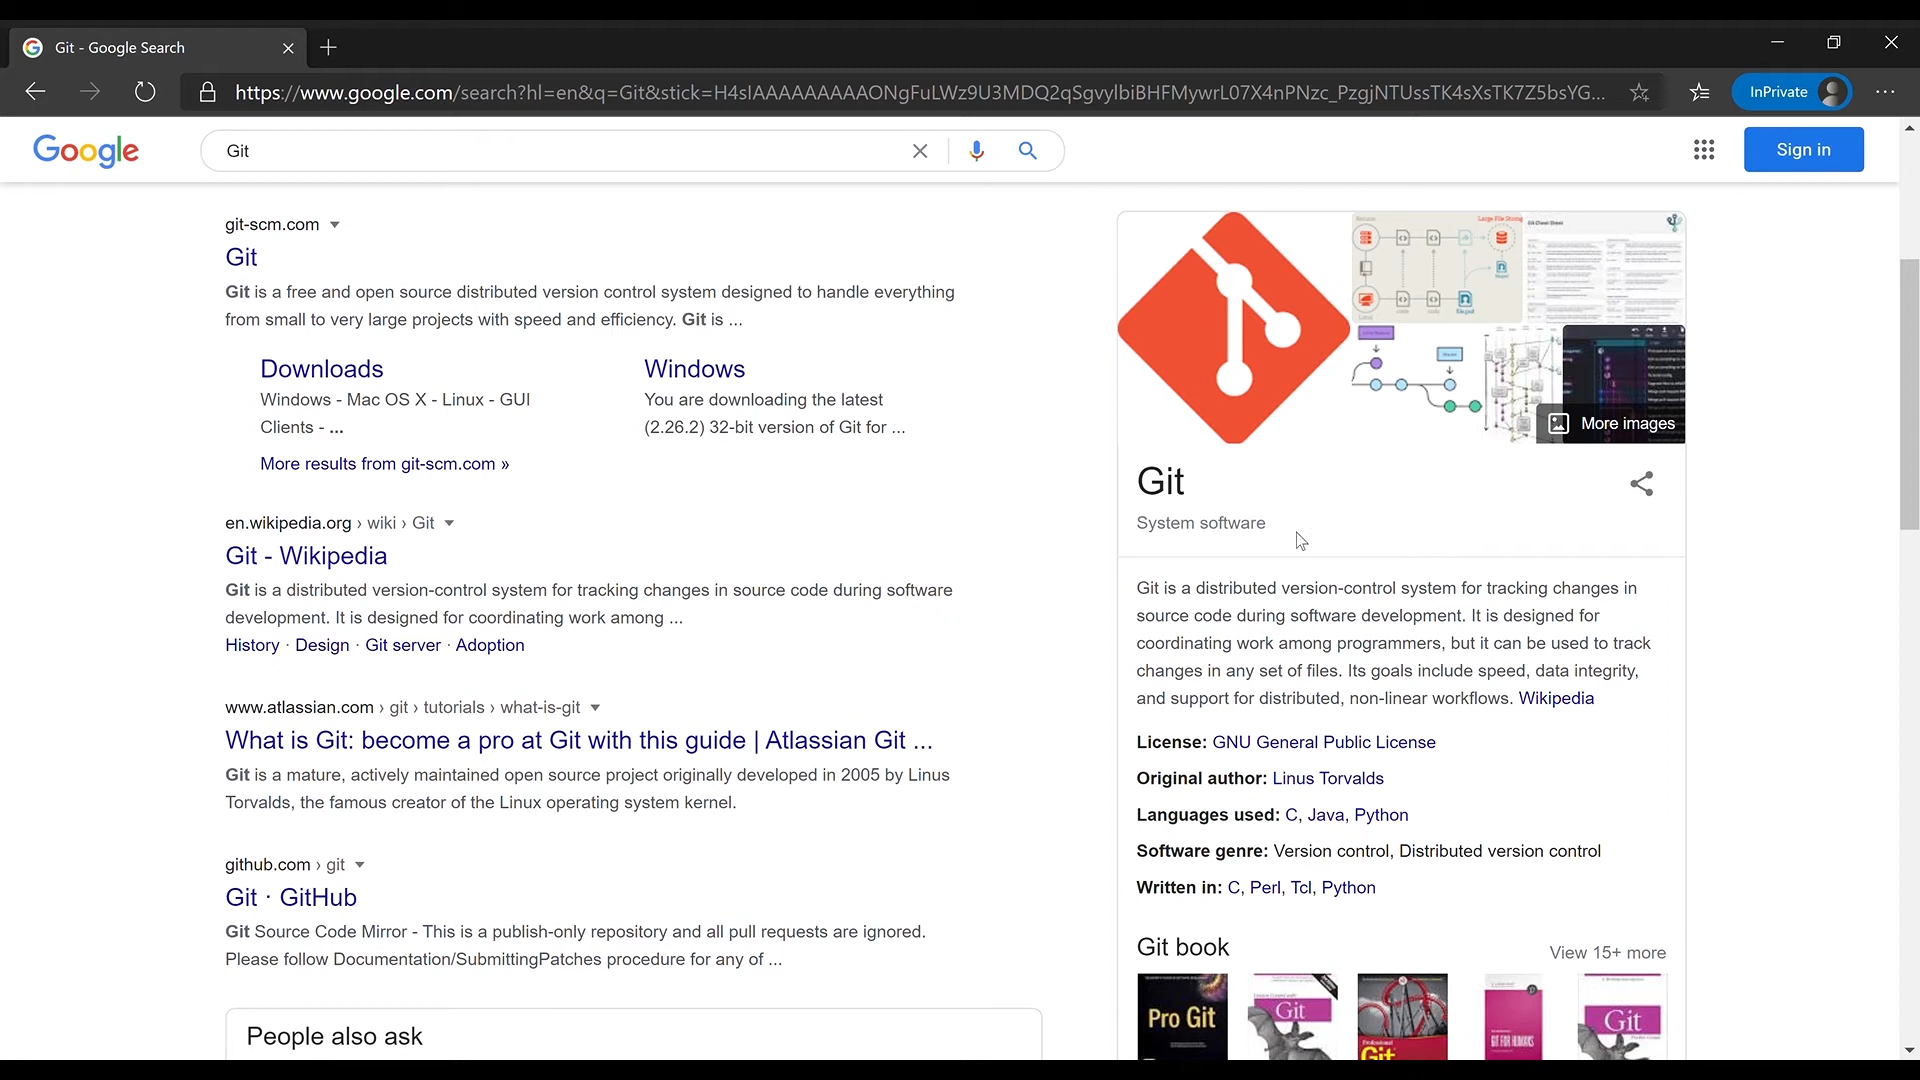 Git - Google Search
https://www.google.com/search?hl=en&q=Git&stick=H4sIAAAAAAAAAONgFuLWz9U3MDQ2qSgvylbiBHFMywrL07X4nPNzc_PzgjNTUssTK4sXsTK7Z5bsYG...
InPrivate
Google
Git
Sign in
git-scm.com
Git
Git is a free and open source distributed version control system designed to handle everything
from small to very large projects with speed and efficiency. Git is ...
Downloads
Windows - Mac OS X - Linux - GUI
Clients - ...
Windows
You are downloading the latest
(2.26.2) 32-bit version of Git for ...
More results from git-scm.com »
en.wikipedia.org › wiki › Git
Git - Wikipedia
Git is a distributed version-control system for tracking changes in source code during software
development. It is designed for coordinating work among ...
History · Design · Git server · Adoption
www.atlassian.com › git › tutorials › what-is-git
What is Git: become a pro at Git with this guide | Atlassian Git ...
Git is a mature, actively maintained open source project originally developed in 2005 by Linus
Torvalds, the famous creator of the Linux operating system kernel.
github.com › git
Git · GitHub
Git Source Code Mirror - This is a publish-only repository and all pull requests are ignored.
Please follow Documentation/SubmittingPatches procedure for any of ...
People also ask
More images
Git
System software
Git is a distributed version-control system for tracking changes in
source code during software development. It is designed for
coordinating work among programmers, but it can be used to track
changes in any set of files. Its goals include speed, data integrity,
and support for distributed, non-linear workflows. Wikipedia
License: GNU General Public License
Original author: Linus Torvalds
Languages used: C, Java, Python
Software genre: Version control, Distributed version control
Written in: C, Perl, Tcl, Python
Git book
View 15+ more
Pro Git
Git
Professional
Git
GIT FOR HUMANS
Git